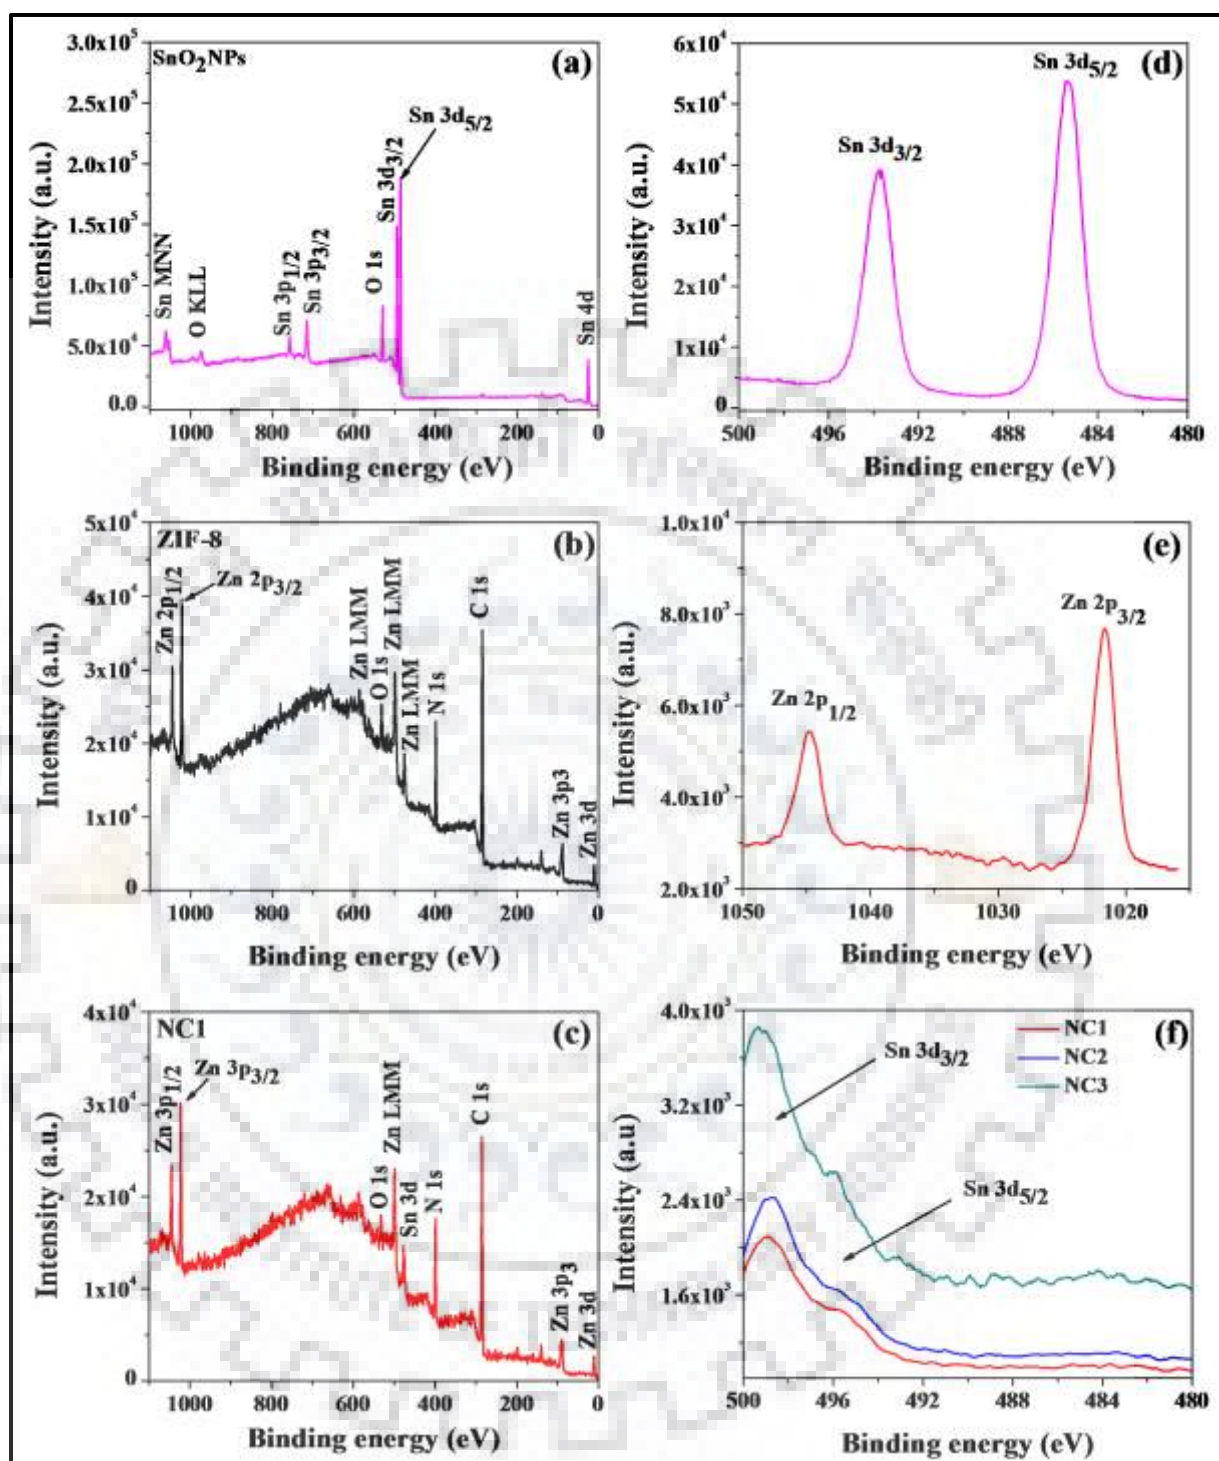 SnO2NPs
(a)
3.0x10^5
2.5x10^5
2.0x10^5
1.5x10^5
1.0x10^5
5.0x10^4
0.0
Intensity (a.u.)
Sn MNN
O KLL
Sn 3p1/2
Sn 3p3/2
O 1s
Sn 3d3/2
Sn 3d5/2
Sn 4d
1000 800 600 400 200 0
Binding energy (eV)
(d)
6x10^4
5x10^4
4x10^4
3x10^4
2x10^4
1x10^4
0
Intensity (a.u.)
Sn 3d3/2
Sn 3d5/2
500 496 492 488 484 480
Binding energy (eV)
ZIF-8
(b)
5x10^4
4x10^4
3x10^4
2x10^4
1x10^4
0
Intensity (a.u.)
Zn 2p1/2
Zn 2p3/2
Zn LMM
O 1s
Zn LMM
Zn LMM
N 1s
C 1s
Zn 3p3
Zn 3d
1000 800 600 400 200 0
Binding energy (eV)
(e)
1.0x10^4
8.0x10^3
6.0x10^3
4.0x10^3
2.0x10^3
Intensity (a.u.)
Zn 2p1/2
Zn 2p3/2
1050 1040 1030 1020
Binding energy (eV)
NC1
(c)
4x10^4
3x10^4
2x10^4
1x10^4
0
Intensity (a.u.)
Zn 3p1/2
Zn 3p3/2
O 1s
Zn LMM
Sn 3d
N 1s
C 1s
Zn 3p3
Zn 3d
1000 800 600 400 200 0
Binding energy (eV)
(f)
4.0x10^3
3.2x10^3
2.4x10^3
1.6x10^3
Intensity (a.u)
Sn 3d3/2
Sn 3d5/2
NC1
NC2
NC3
500 496 492 488 484 480
Binding energy (eV)